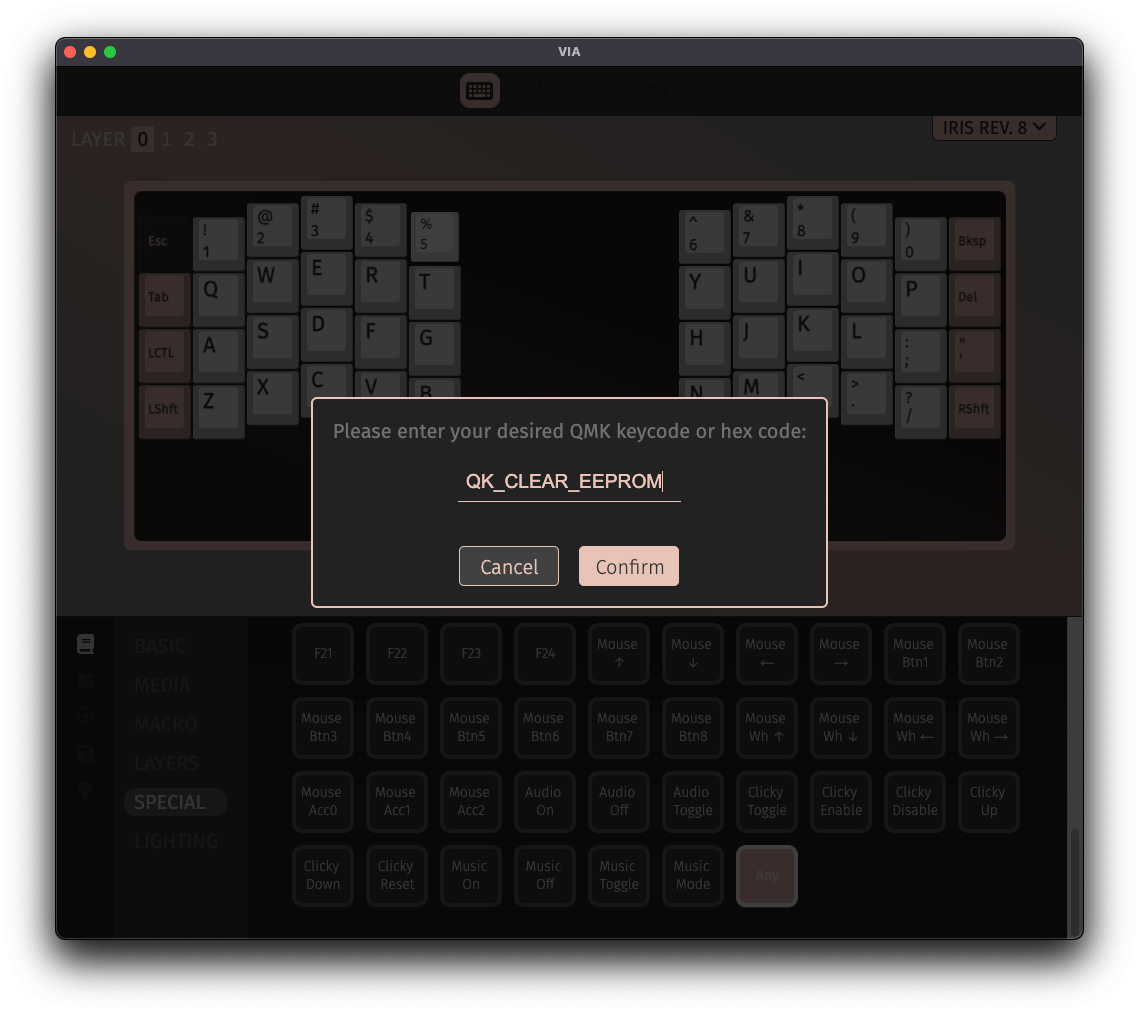 VIA
LAYER 0 1 2 3
IRIS REV. 8
Esc
!
1
@
2
#
3
$
4
%
5
^
6
&
7
*
8
(
9
)
0
Bksp
Tab
Q
W
E
R
T
Y
U
I
O
P
Del
LCTL
A
S
D
F
G
H
J
K
L
:
;
"
'
LShft
Z
X
C
V
B
N
M
<
>
.
?
/
RShft
Please enter your desired QMK keycode or hex code:
QK_CLEAR_EEPROM
Cancel
Confirm
BASIC
MEDIA
MACRO
LAYERS
SPECIAL
LIGHTING
F21
F22
F23
F24
Mouse
↑
Mouse
↓
Mouse
←
Mouse
→
Mouse
Btn1
Mouse
Btn2
Mouse
Btn3
Mouse
Btn4
Mouse
Btn5
Mouse
Btn6
Mouse
Btn7
Mouse
Btn8
Mouse
Wh ↑
Mouse
Wh ↓
Mouse
Wh ←
Mouse
Wh →
Mouse
Acc0
Mouse
Acc1
Mouse
Acc2
Audio
On
Audio
Off
Audio
Toggle
Clicky
Toggle
Clicky
Enable
Clicky
Disable
Clicky
Up
Clicky
Down
Clicky
Reset
Music
On
Music
Off
Music
Toggle
Music
Mode
Any